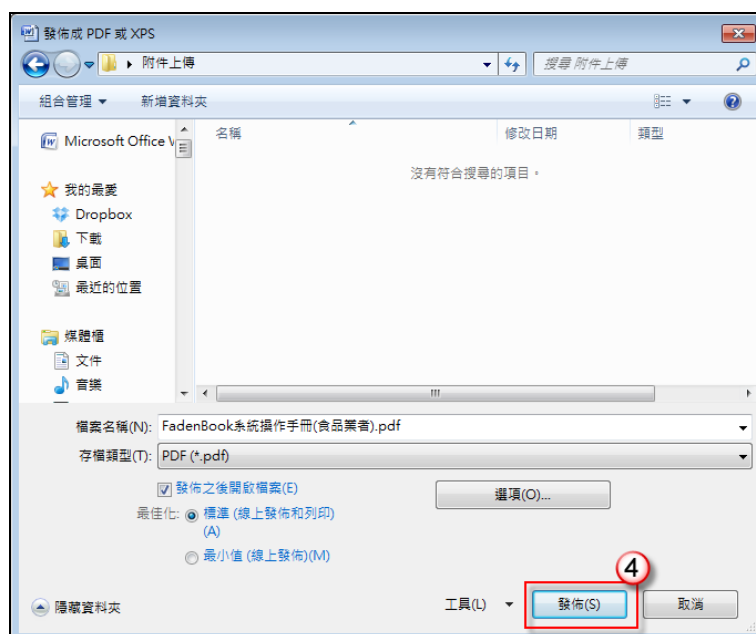 發佈成 PDF 或 XPS
附件上傳
搜尋 附件上傳
組合管理
新增資料夾
Microsoft Office W
名稱
修改日期
類型
沒有符合搜尋的項目。
我的最愛
Dropbox
下載
桌面
最近的位置
媒體櫃
文件
音樂
檔案名稱(N): FadenBook系統操作手冊(食品業者).pdf
存檔類型(T): PDF (*.pdf)
發佈之後開啟檔案(E)
選項(O)...
最佳化: 標準 (線上發佈和列印)
(A)
最小值 (線上發佈)(M)
4
隱藏資料夾
工具(L)
發佈(S)
取消